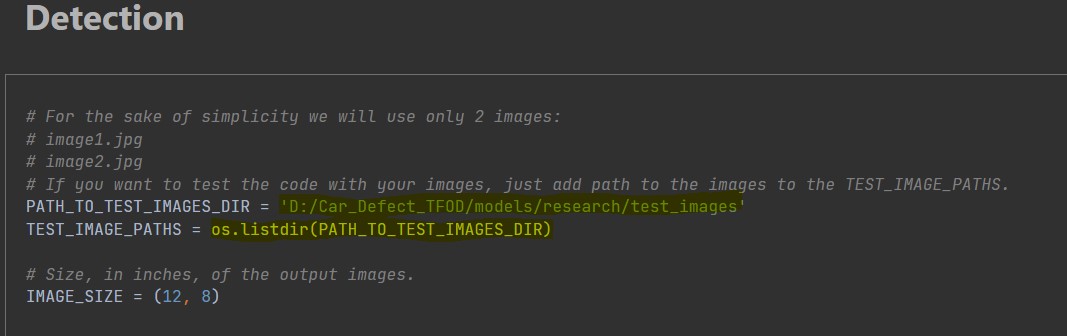 Detection
# For the sake of simplicity we will use only 2 images:
# image1.jpg
# image2.jpg
# If you want to test the code with your images, just add path to the images to the TEST_IMAGE_PATHS.
PATH_TO_TEST_IMAGES_DIR = 'D:/Car_Defect_TFOD/models/research/test_images'
TEST_IMAGE_PATHS = os.listdir(PATH_TO_TEST_IMAGES_DIR)
# Size, in inches, of the output images.
IMAGE_SIZE = (12, 8)